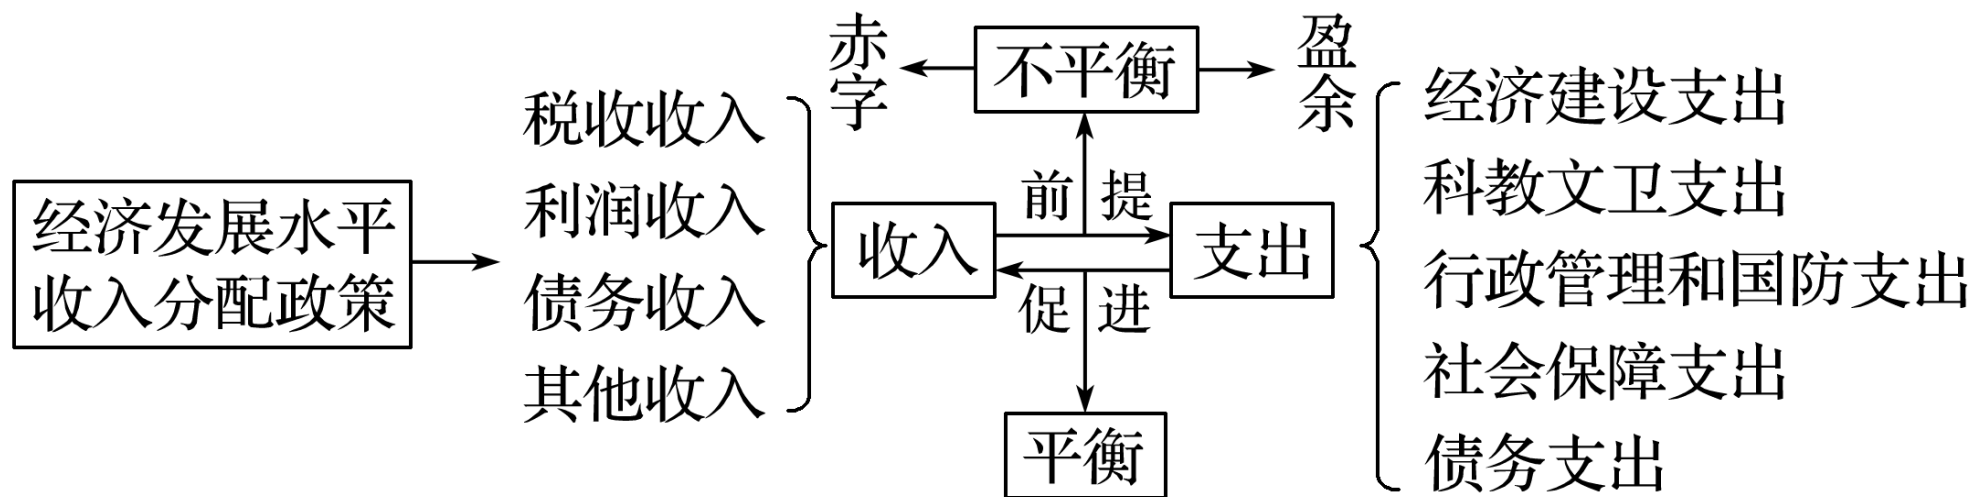 经济发展水平
收入分配政策
税收收入
利润收入
债务收入
其他收入
收入
赤字
不平衡
盈余
前提
促进
平衡
支出
经济建设支出
科教文卫支出
行政管理和国防支出
社会保障支出
债务支出